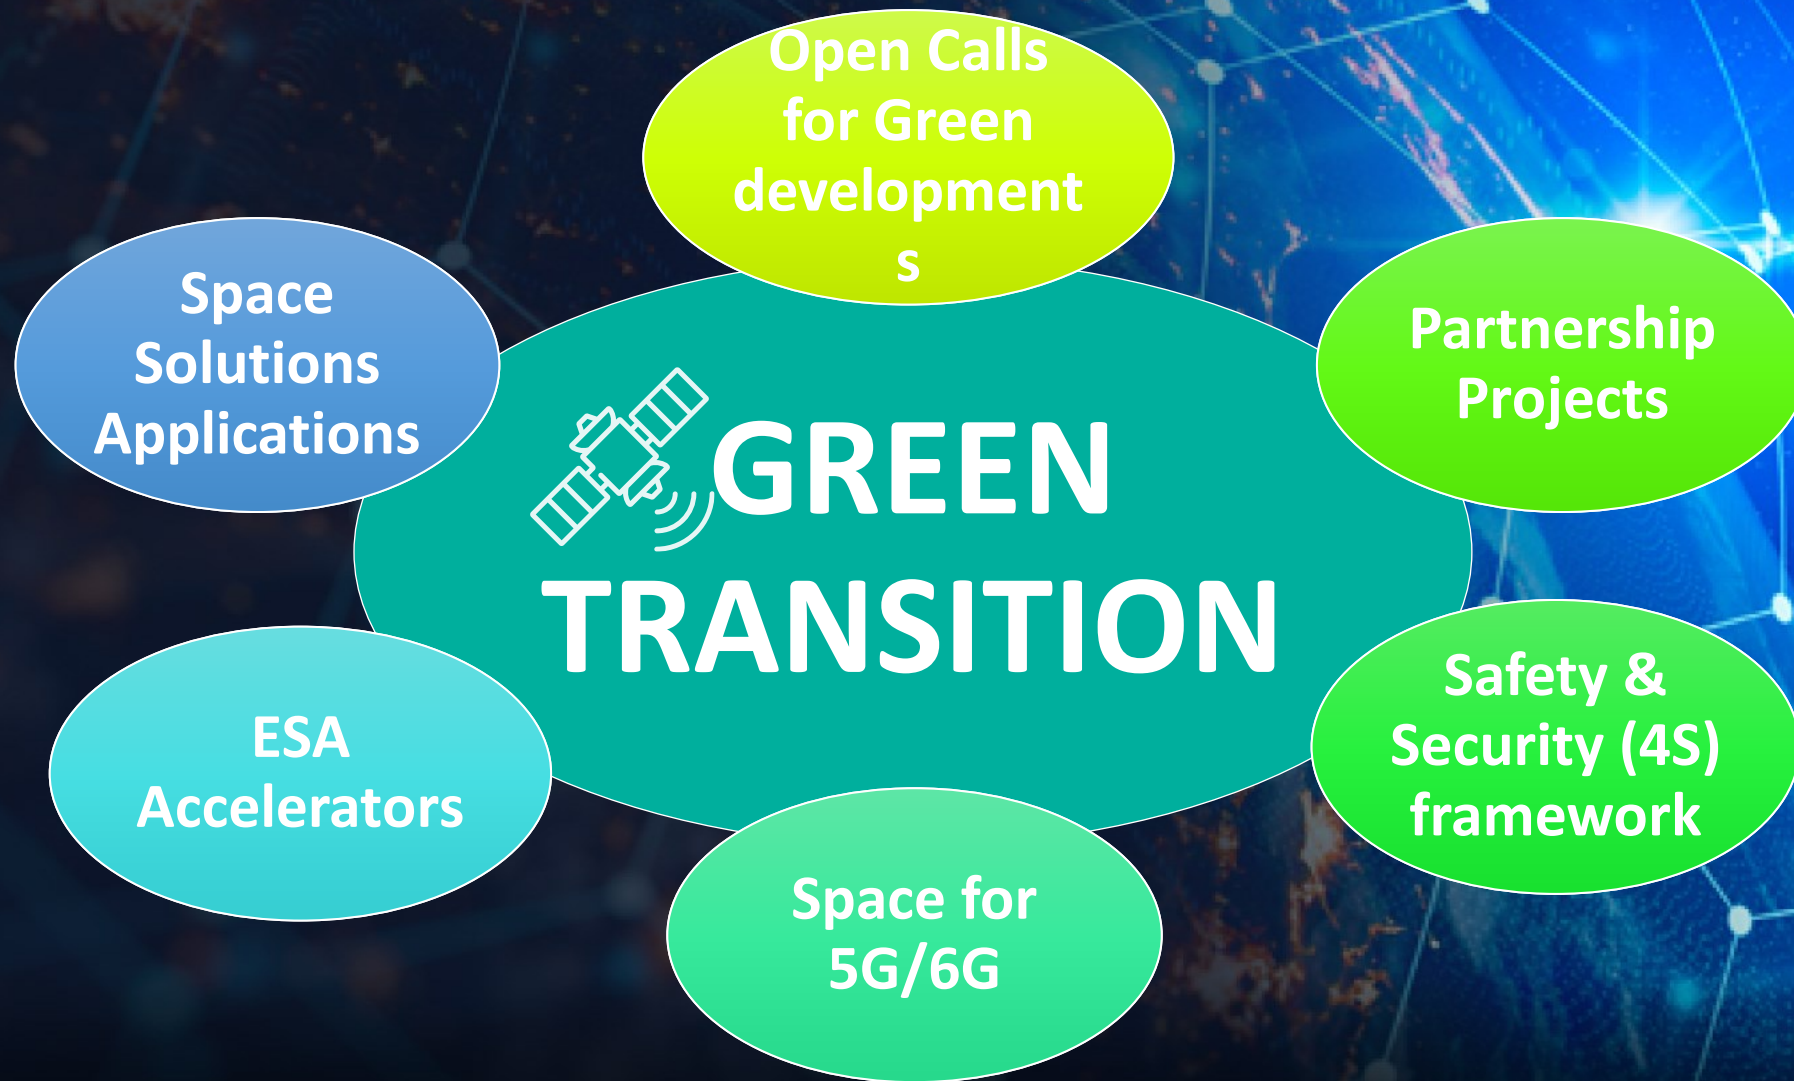 Open Calls
for Green
development
s
Space
Solutions
Applications
Partnership
Projects
GREEN
TRANSITION
Safety &
Security (4S)
framework
ESA
Accelerators
Space for
5G/6G